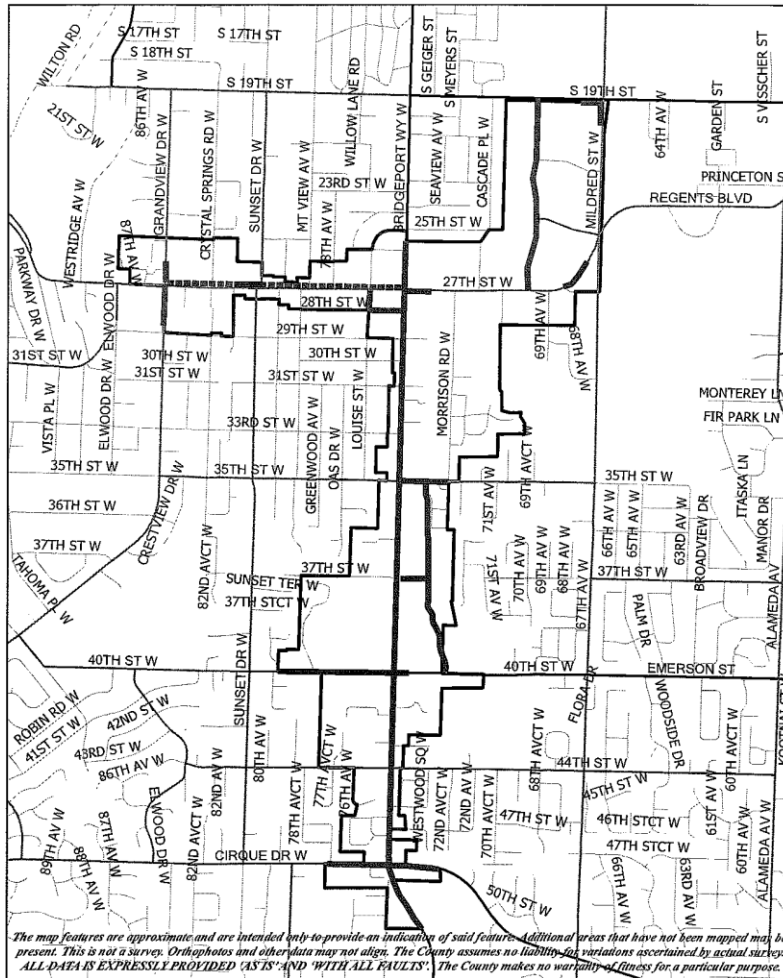 S 17TH ST
S 17TH ST
S 18TH ST
WILTON RD
S GEIGER ST
S MEYERS ST
S VISSCHER ST
S 19TH ST
S 19TH ST
WILLOW LANE RD
21ST ST W
86TH AV W
64TH AV W
GARDEN ST
GRANDVIEW DR W
CRYSTAL SPRINGS RD W
SUNSET DR W
MT VIEW AV W
23RD ST W
78TH AV W
BRIDGEPORT WY W
SEAVIEW AV W
CASCADE PL W
MILDRED ST W
PRINCETON S
REGENTS BLVD
25TH ST W
WESTRIDGE AV W
87TH AV W
PARKWAY DR W
ELWOOD DR W
27TH ST W
28TH ST W
29TH ST W
69TH AV W
68TH AV W
31ST ST W
30TH ST W
30TH ST W
31ST ST W
31ST ST W
MORRISON RD W
MONTEREY LN
FIR PARK LN
VISTA PL W
ELWOOD DR W
33RD ST W
GREENWOOD AV W
OAS DR W
LOUISE ST W
35TH ST W
35TH ST W
35TH ST W
71ST AV W
69TH AVCT W
ITASKA LN
36TH ST W
CRESTVIEW DR W
66TH AV W
65TH AV W
63RD AV W
BROADVIEW DR
MANOR DR
37TH ST W
82ND AVCT W
37TH ST W
SUNSET TER W
37TH STCT W
71ST AV W
70TH AV W
69TH AV W
68TH AV W
67TH AV W
37TH ST W
TAHOMA PL W
PALM DR
ALAMEDA AV
40TH ST W
40TH ST W
EMERSON ST
ROBIN RD W
SUNSET DR W
FLORA DR
WOODSIDE DR
42ND ST W
41ST ST W
43RD ST W
86TH AV W
82ND AV W
80TH AV W
77TH AVCT W
76TH AV W
78TH AVCT W
WESTWOOD SQ W
68TH AVCT W
44TH ST W
60TH AVCT W
45TH ST W
89TH AV W
88TH AV W
87TH AV W
ELWOOD DR W
82ND AVCT W
72ND AVCT W
72ND AV W
70TH AVCT W
47TH ST W
46TH STCT W
61ST AV W
47TH STCT W
CIRQUE DR W
50TH ST W
66TH AV W
63RD AV W
60TH AV W
ALAMEDA AV W
The map features are approximate and are intended only to provide an indication of said feature. Additional areas that have not been mapped may be
present. This is not a survey. Orthophotos and other data may not align. The County assumes no liability for variations ascertained by actual survey
ALL DATA IS EXPRESSLY PROVIDED 'AS IS' AND 'WITH ALL FAULTS'. The County makes no warranty of fitness for a particular purpose